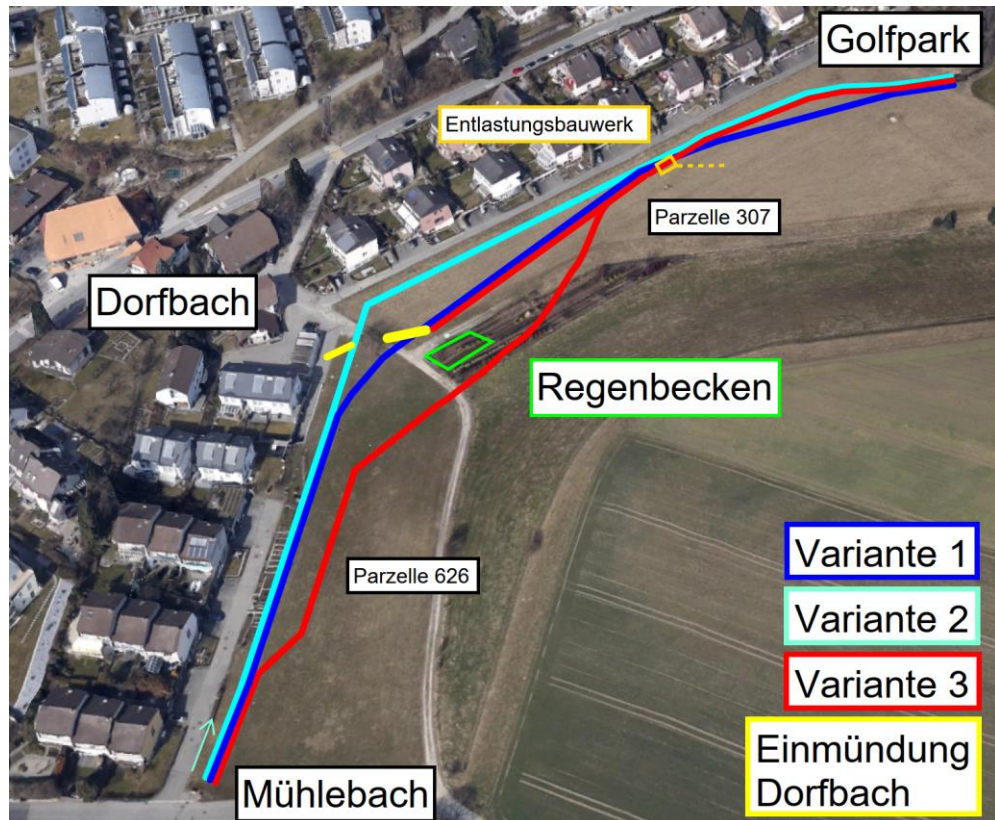 Golfpark
Entlastungsbauwerk
Parzelle 307
Dorfbach
Regenbecken
Parzelle 626
Mühlebach
Variante 1
Variante 2
Variante 3
Einmündung
Dorfbach